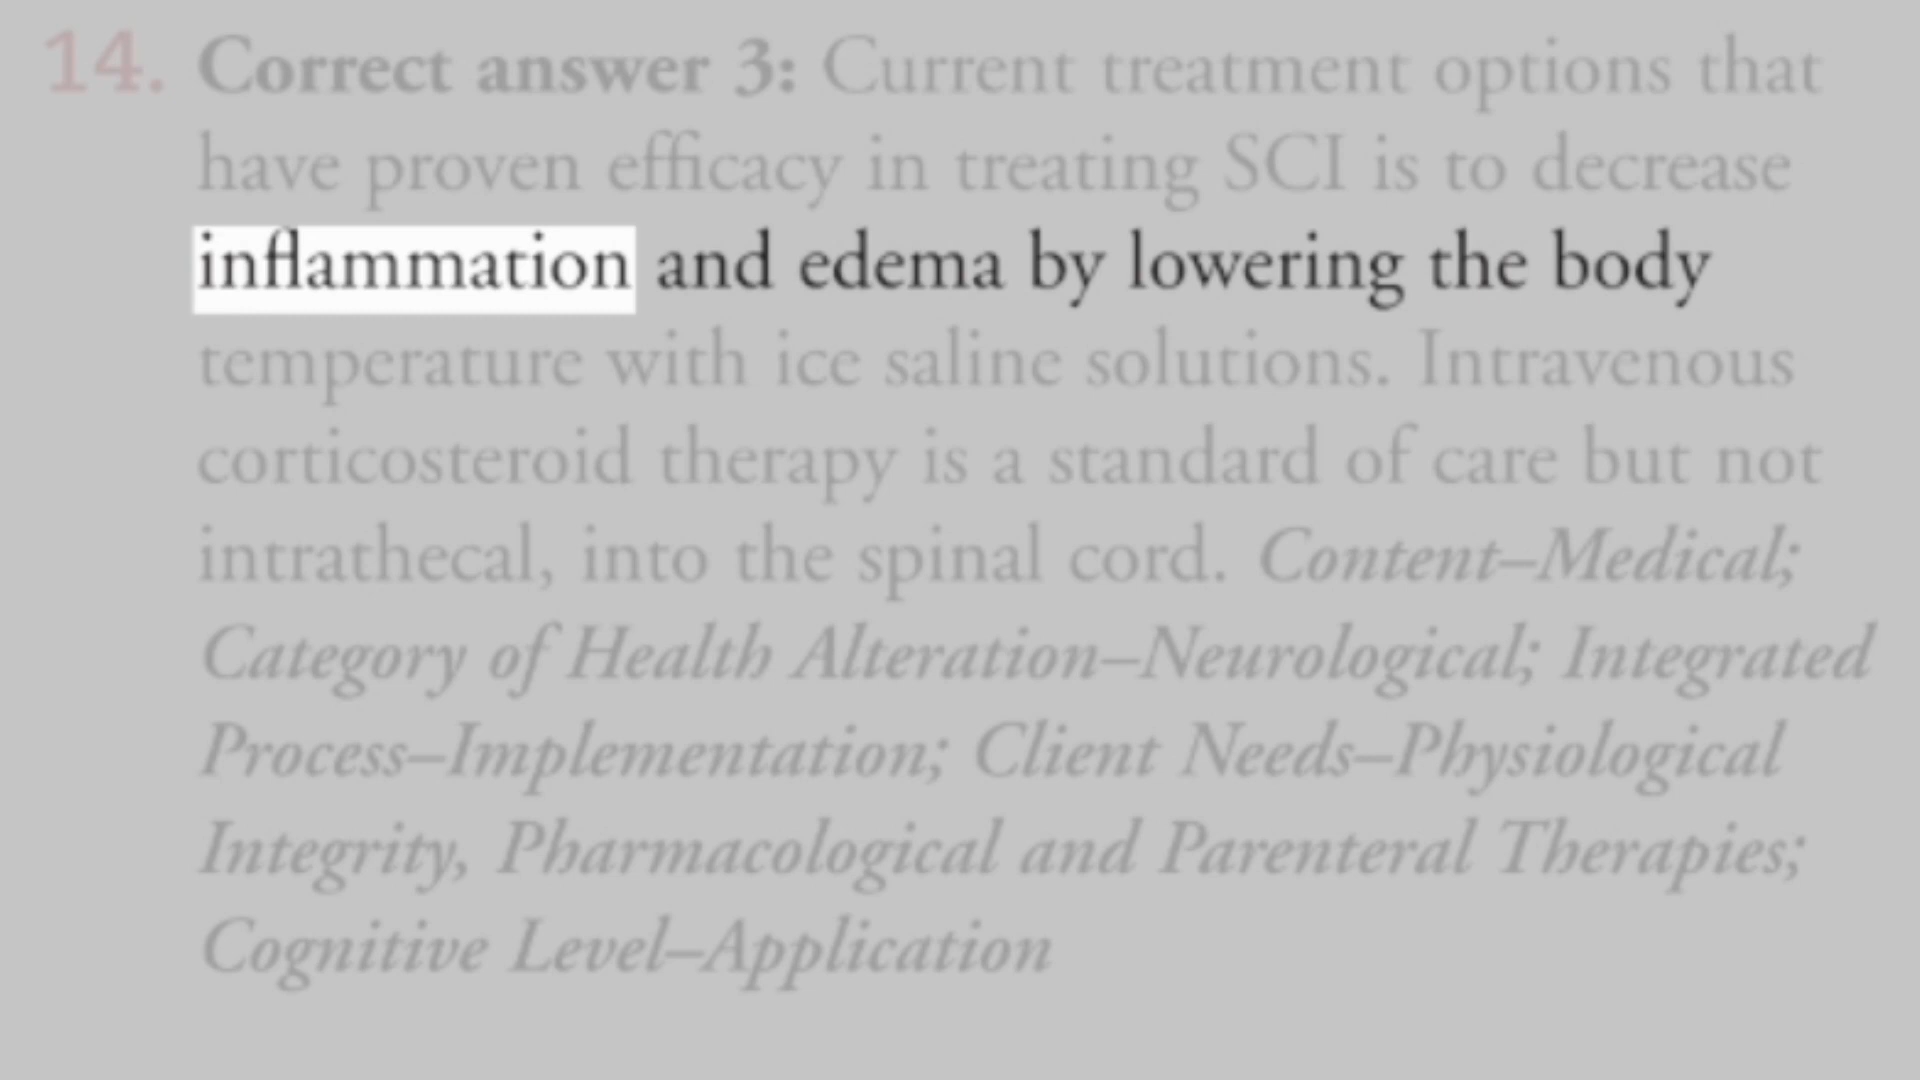 14. Correct answer 3: Current treatment options that
have proven efficacy in treating SCI is to decrease
inflammation and edema by lowering the body
temperature with ice saline solutions. Intravenous
corticosteroid therapy is a standard of care but not
intrathecal, into the spinal cord. Content–Medical;
Category of Health Alteration–Neurological; Integrated
Process–Implementation; Client Needs–Physiological
Integrity, Pharmacological and Parenteral Therapies;
Cognitive Level–Application